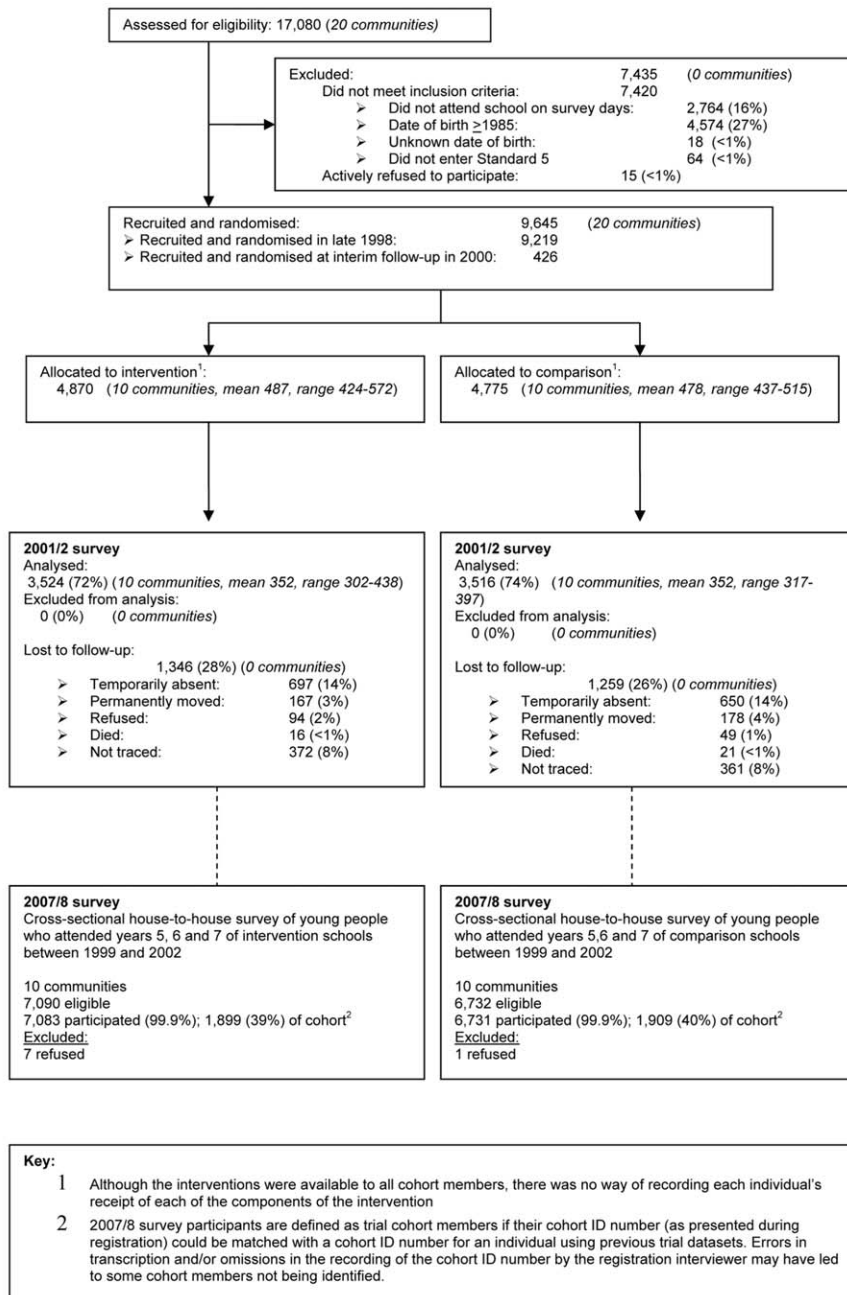 Assessed for eligibility: 17,080 (20 communities)
Excluded: 7,435 (0 communities)
Did not meet inclusion criteria: 7,420
➢ Did not attend school on survey days: 2,764 (16%)
➢ Date of birth ≥1985: 4,574 (27%)
➢ Unknown date of birth: 18 (<1%)
➢ Did not enter Standard 5 64 (<1%)
Actively refused to participate: 15 (<1%)
Recruited and randomised: 9,645 (20 communities)
➢ Recruited and randomised in late 1998: 9,219
➢ Recruited and randomised at interim follow-up in 2000: 426
Allocated to intervention¹:
4,870 (10 communities, mean 487, range 424-572)
Allocated to comparison¹:
4,775 (10 communities, mean 478, range 437-515)
2001/2 survey
Analysed:
3,524 (72%) (10 communities, mean 352, range 302-438)
Excluded from analysis:
0 (0%) (0 communities)
Lost to follow-up:
1,346 (28%) (0 communities)
➢ Temporarily absent: 697 (14%)
➢ Permanently moved: 167 (3%)
➢ Refused: 94 (2%)
➢ Died: 16 (<1%)
➢ Not traced: 372 (8%)
2001/2 survey
Analysed:
3,516 (74%) (10 communities, mean 352, range 317-
397)
Excluded from analysis:
0 (0%) (0 communities)
Lost to follow-up:
1,259 (26%) (0 communities)
➢ Temporarily absent: 650 (14%)
➢ Permanently moved: 178 (4%)
➢ Refused: 49 (1%)
➢ Died: 21 (<1%)
➢ Not traced: 361 (8%)
2007/8 survey
Cross-sectional house-to-house survey of young people
who attended years 5, 6 and 7 of intervention schools
between 1999 and 2002
10 communities
7,090 eligible
7,083 participated (99.9%); 1,899 (39%) of cohort²
Excluded:
7 refused
2007/8 survey
Cross-sectional house-to-house survey of young people
who attended years 5,6 and 7 of comparison schools
between 1999 and 2002
10 communities
6,732 eligible
6,731 participated (99.9%); 1,909 (40%) of cohort²
Excluded:
1 refused
Key:
1 Although the interventions were available to all cohort members, there was no way of recording each individual's
receipt of each of the components of the intervention
2 2007/8 survey participants are defined as trial cohort members if their cohort ID number (as presented during
registration) could be matched with a cohort ID number for an individual using previous trial datasets. Errors in
transcription and/or omissions in the recording of the cohort ID number by the registration interviewer may have led
to some cohort members not being identified.